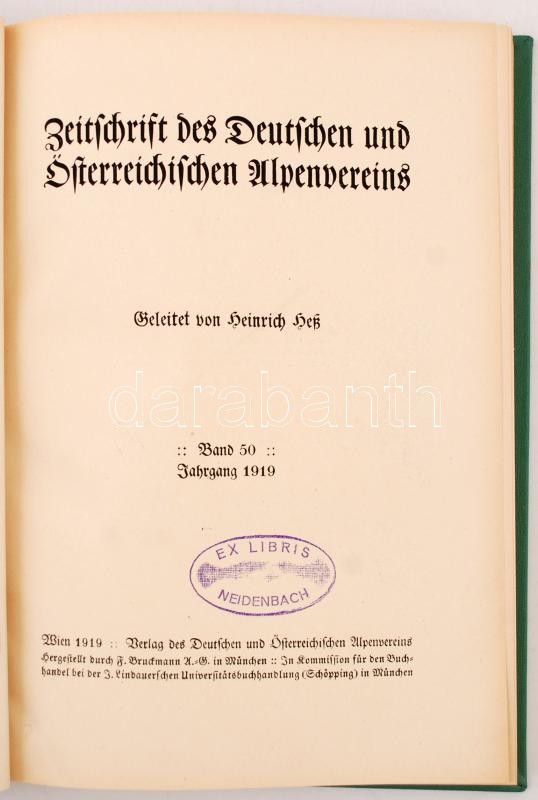 Zeitschrift des Deutschen und
Österreichischen Alpenvereins
Geleitet von Heinrich Heß
darabanth
:: Band 50 ::
Jahrgang 1919
EX LIBRIS
NEIDENBACH
Wien 1919 :: Verlag des Deutschen und Österreichischen Alpenvereins
Hergestellt durch F. Bruckmann A.-G. in München :: In Kommission für den Buch-
handel bei der J. Lindauerschen Universitätsbuchhandlung (Schöpping) in München